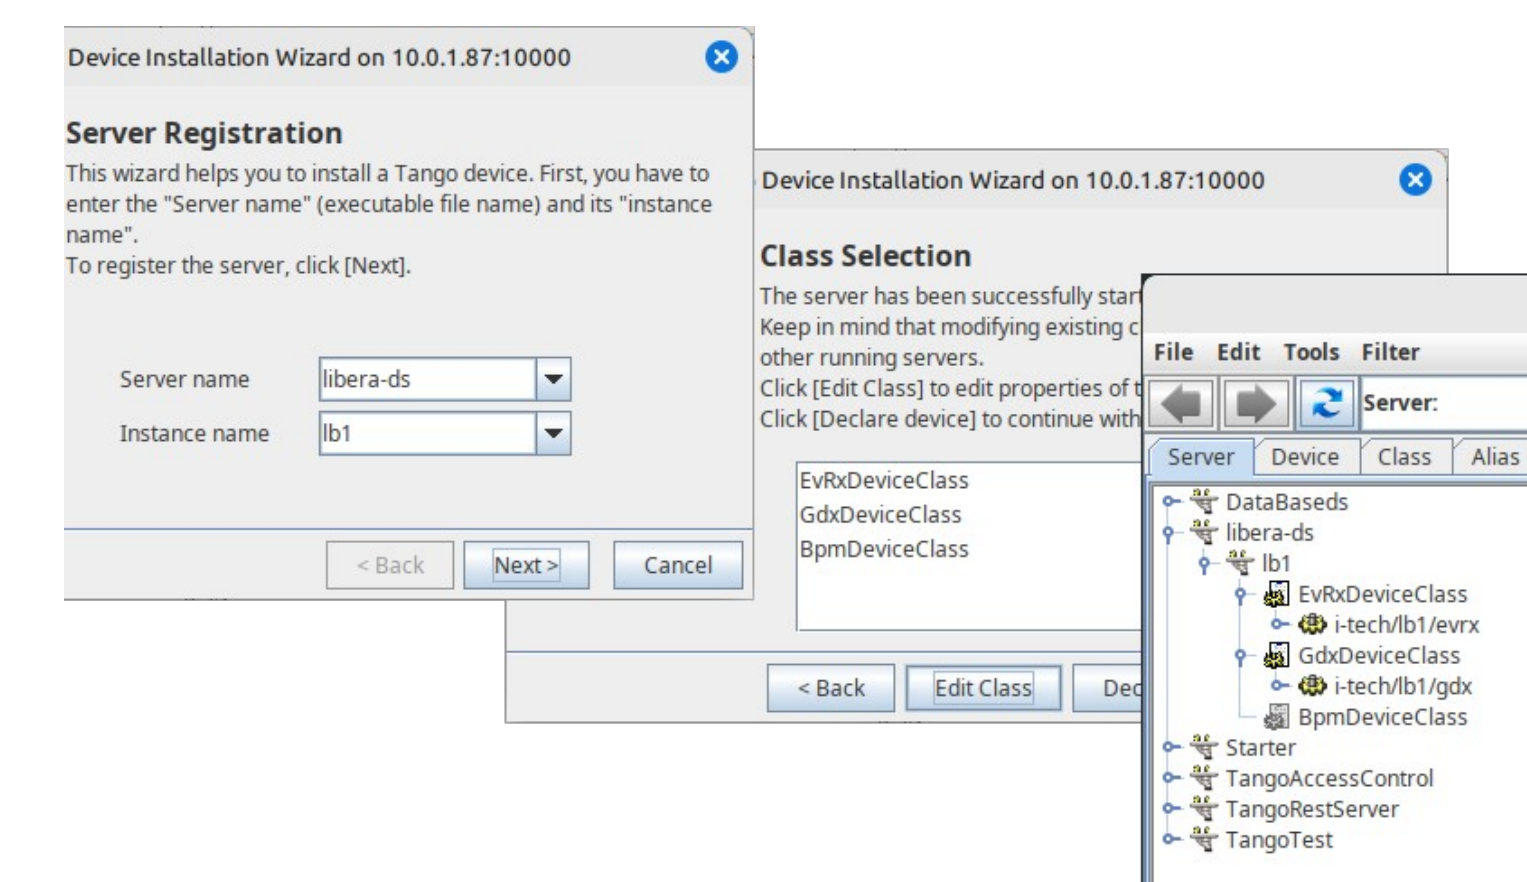 Device Installation Wizard on 10.0.1.87:10000
Server Registration
This wizard helps you to install a Tango device. First, you have to
enter the "Server name" (executable file name) and its "instance
name".
To register the server, click [Next].
Server name
libera-ds
Instance name
lb1
< Back
Next >
Cancel
Device Installation Wizard on 10.0.1.87:10000
Class Selection
The server has been successfully start
Keep in mind that modifying existing c
other running servers.
Click [Edit Class] to edit properties of t
Click [Declare device] to continue with
EvRxDeviceClass
GdxDeviceClass
BpmDeviceClass
< Back
Edit Class
Dec
File Edit Tools Filter
Server:
Server Device Class Alias
DataBaseds
libera-ds
lb1
EvRxDeviceClass
i-tech/lb1/evrx
GdxDeviceClass
i-tech/lb1/gdx
BpmDeviceClass
Starter
TangoAccessControl
TangoRestServer
TangoTest